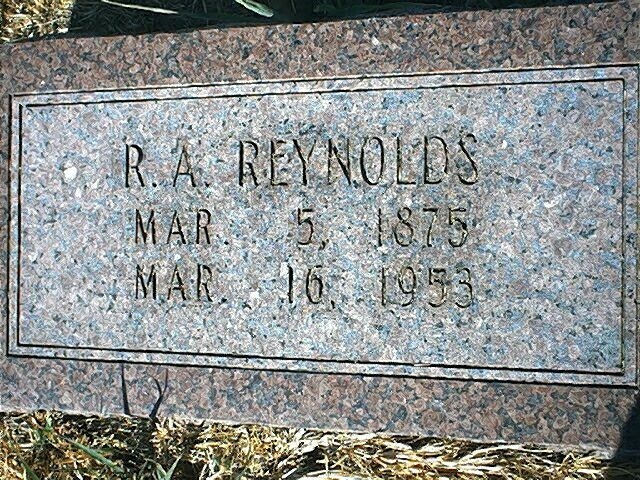 R. A. REYNOLDS
MAR. 5, 1875
MAR. 16, 1953